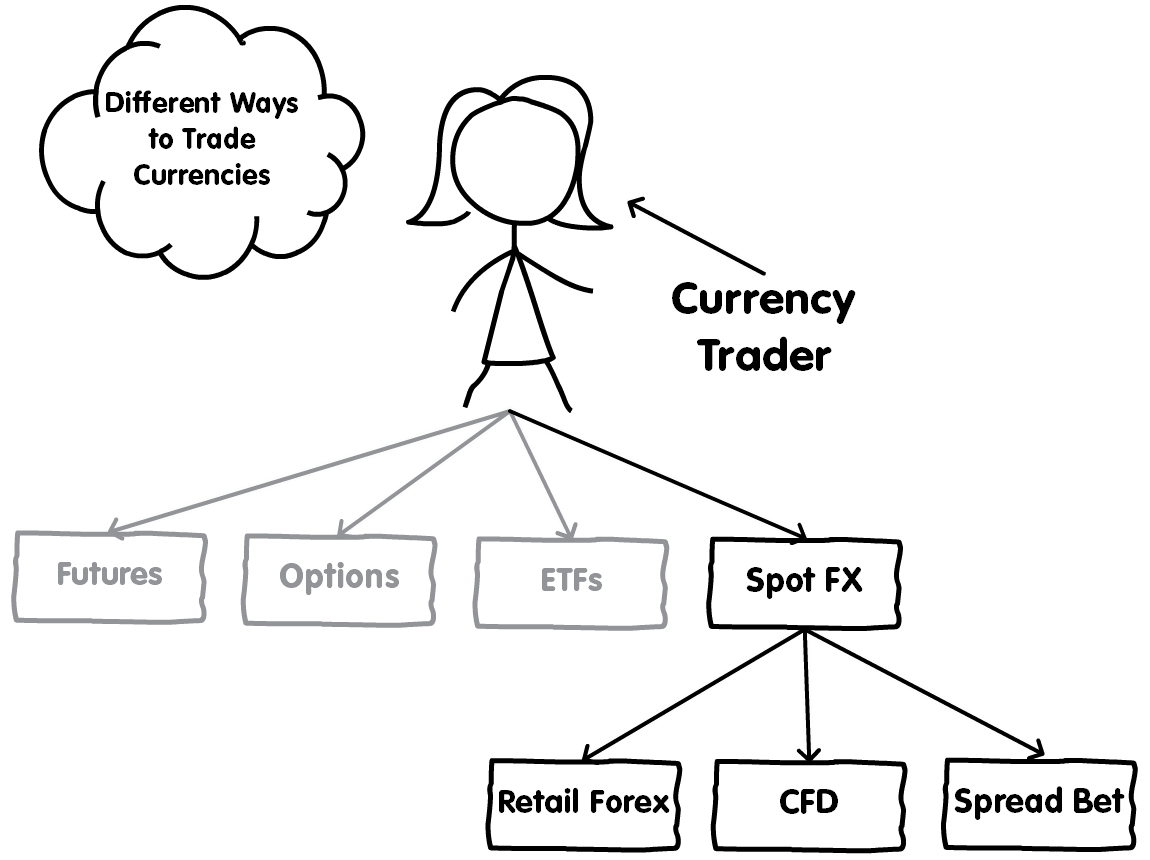 Different Ways
to Trade
Currencies
Currency
Trader
Futures
Options
ETFs
Spot FX
Retail Forex
CFD
Spread Bet